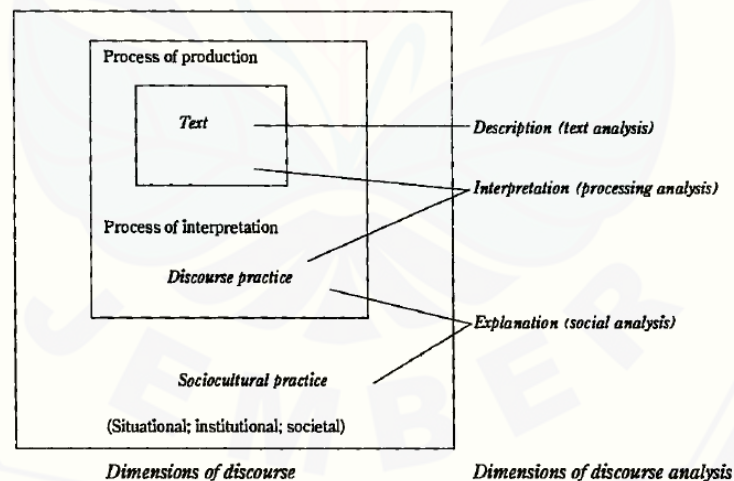 Process of production
Text
Description (text analysis)
Interpretation (processing analysis)
Process of interpretation
Discourse practice
Explanation (social analysis)
Sociocultural practice
(Situational; institutional; societal)
Dimensions of discourse
Dimensions of discourse analysis
JEMBER